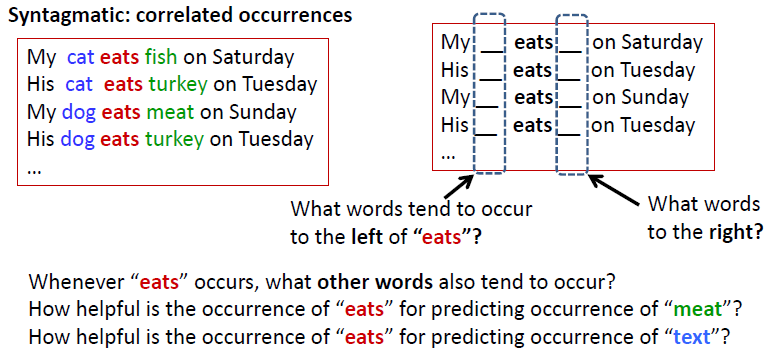 Syntagmatic: correlated occurrences
My cat eats fish on Saturday
His cat eats turkey on Tuesday
My dog eats meat on Sunday
His dog eats turkey on Tuesday
...
My __ eats __ on Saturday
His __ eats __ on Tuesday
My __ eats __ on Sunday
His __ eats __ on Tuesday
...
What words tend to occur
to the left of “eats”?
What words
to the right?
Whenever “eats” occurs, what other words also tend to occur?
How helpful is the occurrence of “eats” for predicting occurrence of “meat”?
How helpful is the occurrence of “eats” for predicting occurrence of “text”?